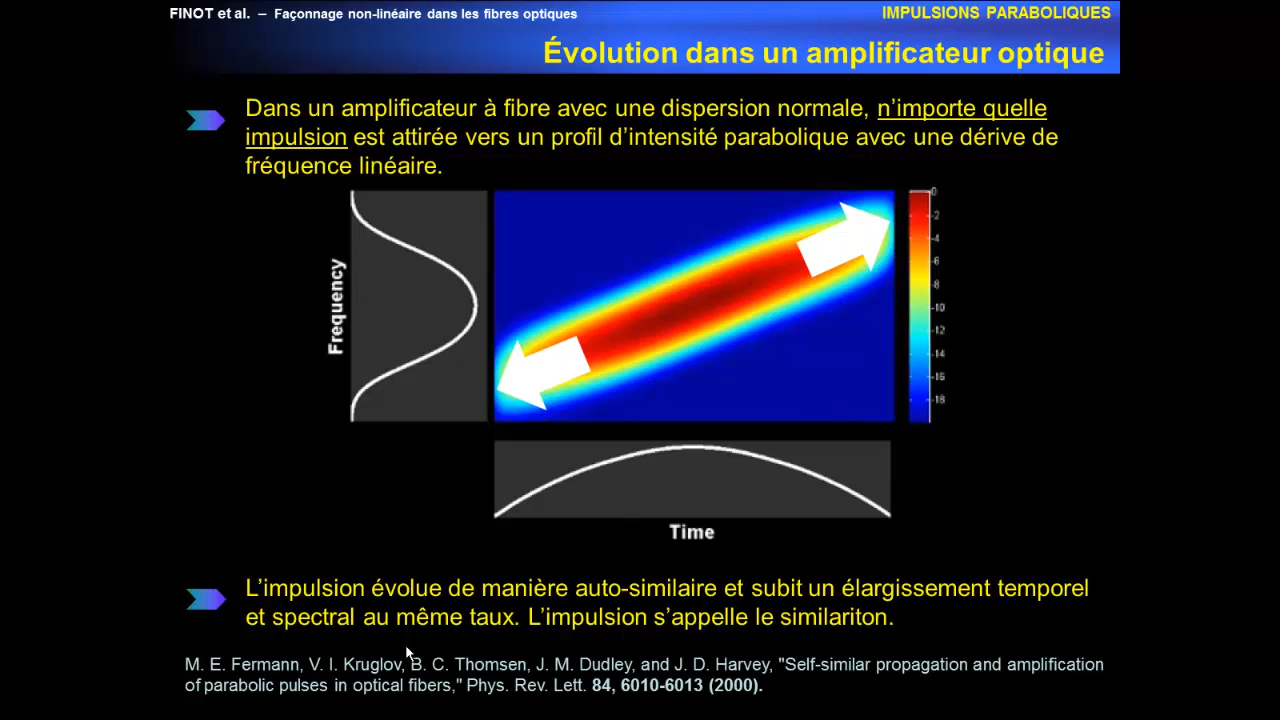 FINOT et al. – Façonnage non-linéaire dans les fibres optiques
IMPULSIONS PARABOLIQUES
Évolution dans un amplificateur optique
Dans un amplificateur à fibre avec une dispersion normale, n’importe quelle
impulsion est attirée vers un profil d’intensité parabolique avec une dérive de
fréquence linéaire.
Frequency
0
-2
-4
-6
-8
-10
-12
-14
-16
-18
Time
L’impulsion évolue de manière auto-similaire et subit un élargissement temporel
et spectral au même taux. L’impulsion s’appelle le similariton.
M. E. Fermann, V. I. Kruglov, B. C. Thomsen, J. M. Dudley, and J. D. Harvey, "Self-similar propagation and amplification
of parabolic pulses in optical fibers," Phys. Rev. Lett. 84, 6010-6013 (2000).